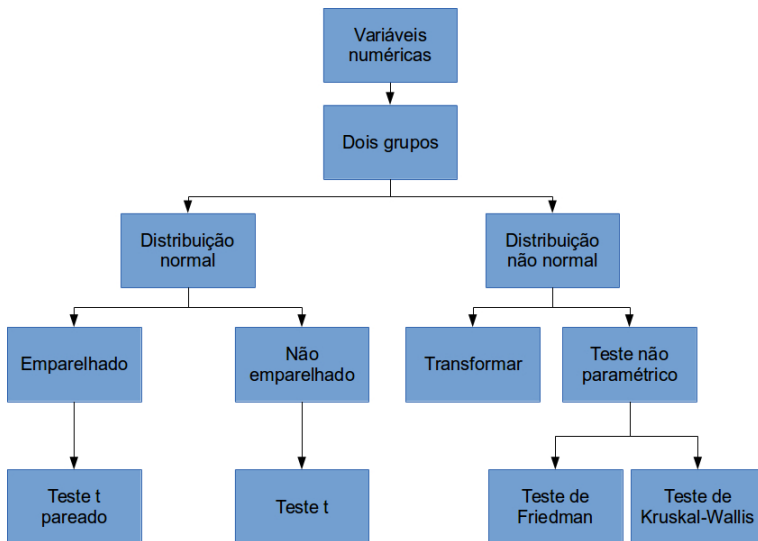 Variáveis
numéricas
Dois grupos
Distribuição
normal
Distribuição
não normal
Emparelhado
Não
emparelhado
Transformar
Teste não
paramétrico
Teste t
pareado
Teste t
Teste de
Friedman
Teste de
Kruskal-Wallis